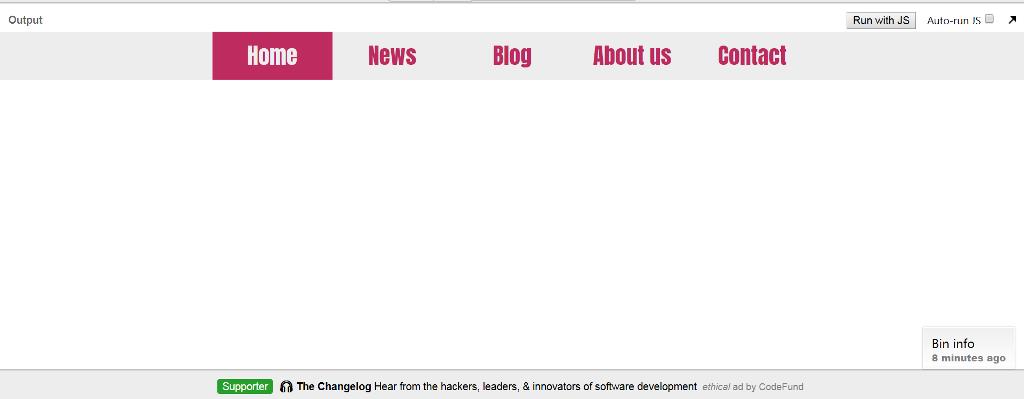 Output Run with JS Auto-run JS
Home News Blog About us Contact
Bin info
8 minutes ago
Supporter The Changelog Hear from the hackers, leaders, & innovators of software development ethical ad by CodeFund